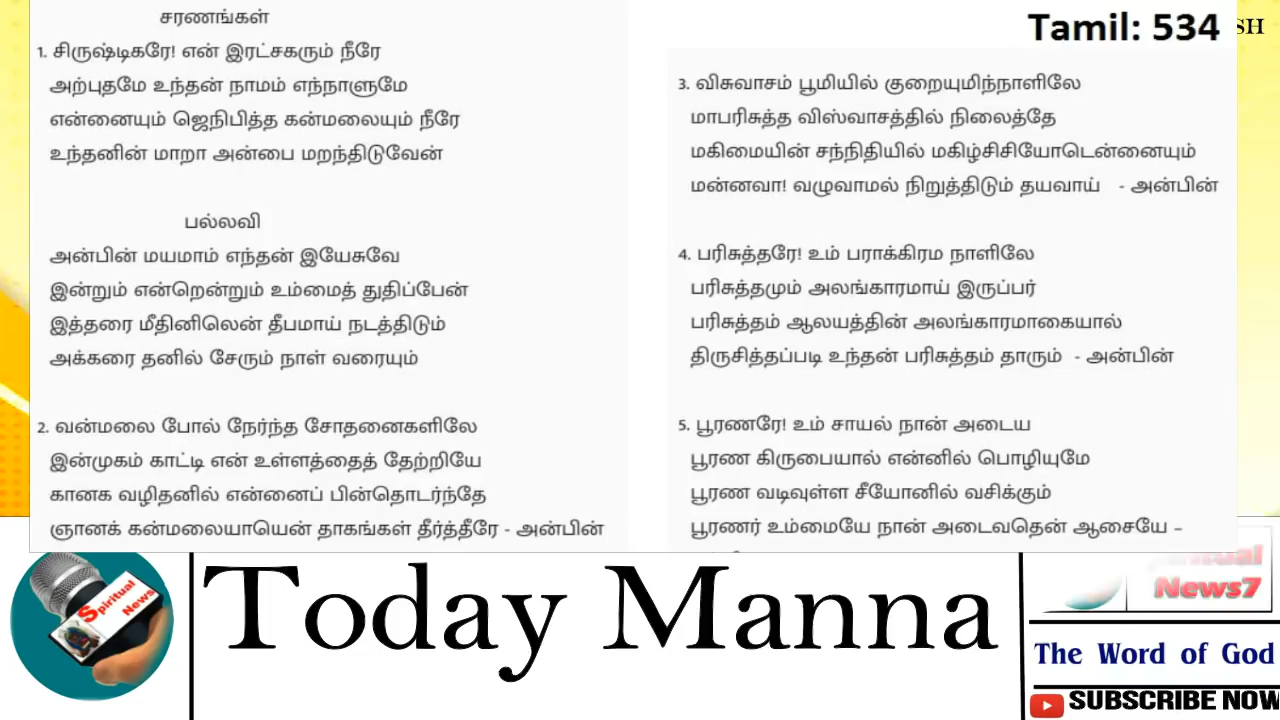 சரணங்கள்
1. சிருஷ்டிகரே! என் இரட்சகரும் நீரே
அற்புதமே உந்தன் நாமம் எந்நாளுமே
என்னையும் ஜெநிபித்த கன்மலையும் நீரே
உந்தனின் மாறா அன்பை மறந்திடுவேன்
பல்லவி
அன்பின் மயமாம் எந்தன் இயேசுவே
இன்றும் என்றென்றும் உம்மைத் துதிப்பேன்
இத்தரை மீதினிலென் தீபமாய் நடத்திடும்
அக்கரை தனில் சேரும் நாள் வரையும்
2. வன்மலை போல் நேர்ந்த சோதனைகளிலே
இன்முகம் காட்டி என் உள்ளத்தைத் தேற்றியே
கானக வழிதனில் என்னைப் பின்தொடர்ந்தே
ஞானக் கன்மலையாயென் தாகங்கள் தீர்த்தீரே - அன்பின்
Tamil: 534
SH
3. விசுவாசம் பூமியில் குறையுமிந்நாளிலே
மாபரிசுத்த விஸ்வாசத்தில் நிலைத்தே
மகிமையின் சந்நிதியில் மகிழ்சிசியோடென்னையும்
மன்னவா! வழுவாமல் நிறுத்திடும் தயவாய் - அன்பின்
4. பரிசுத்தரே! உம் பராக்கிரம நாளிலே
பரிசுத்தமும் அலங்காரமாய் இருப்பர்
பரிசுத்தம் ஆலயத்தின் அலங்காரமாகையால்
திருசித்தப்படி உந்தன் பரிசுத்தம் தாரும் - அன்பின்
5. பூரணரே! உம் சாயல் நான் அடைய
பூரண கிருபையால் என்னில் பொழியுமே
பூரண வடிவுள்ள சீயோனில் வசிக்கும்
பூரணர் உம்மையே நான் அடைவதென் ஆசையே –
Spiritual
News
Today Manna
Spiritual
News7
The Word of God
SUBSCRIBE NOW